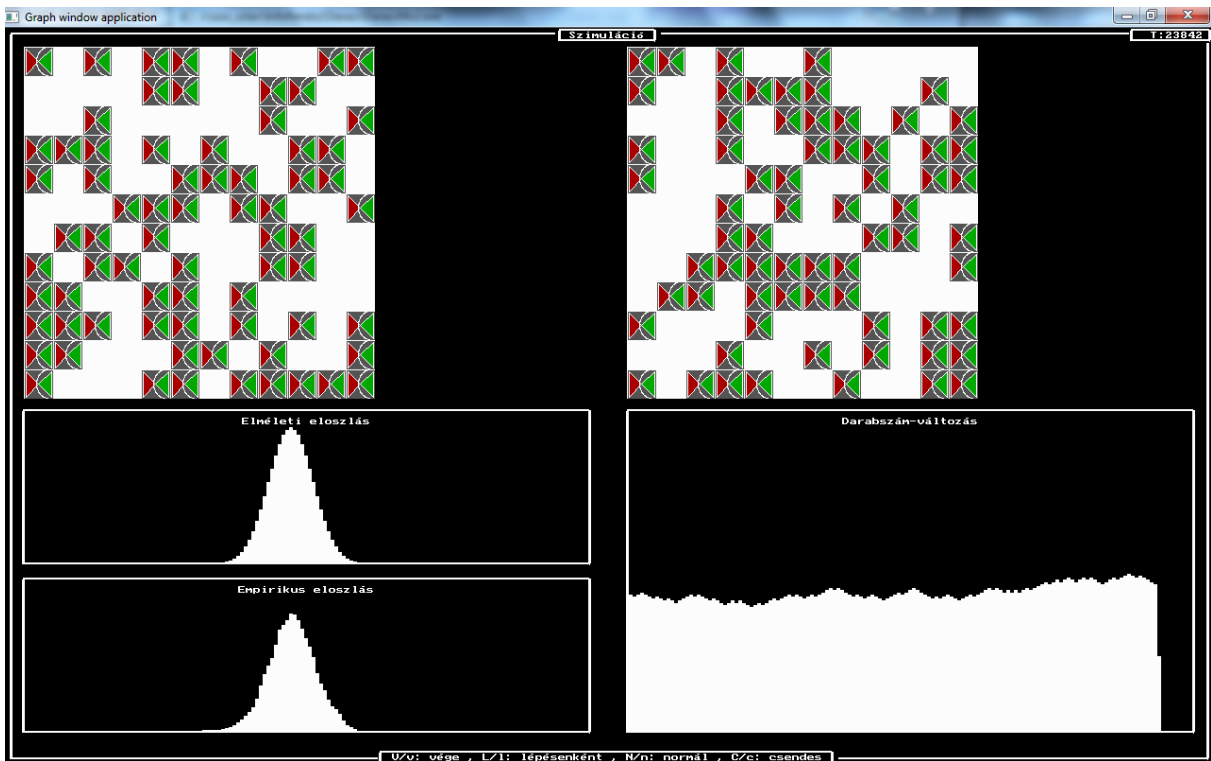 Graph window application
Szimuláció
T:23842
Elméleti eloszlás
Darabszám-változás
Empirikus eloszlás
V/v: vége , L/l: lépésenként , N/n: normál , C/c: csendes